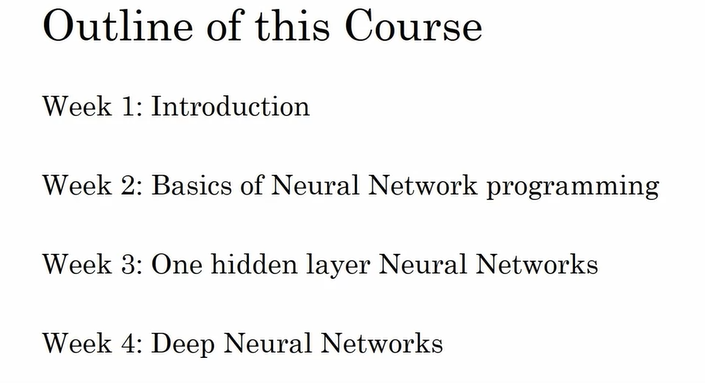 Outline of this Course
Week 1: Introduction
Week 2: Basics of Neural Network programming
Week 3: One hidden layer Neural Networks
Week 4: Deep Neural Networks